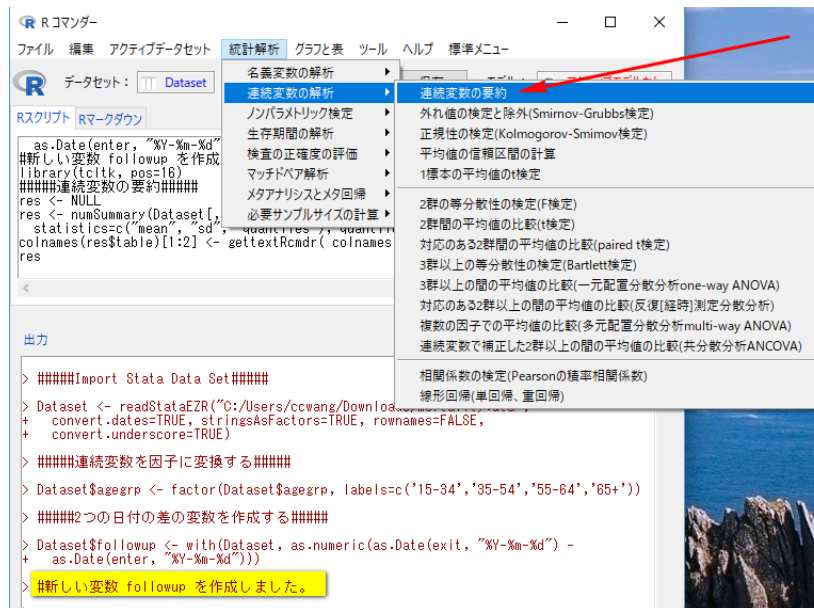 R コマンダー
ファイル 編集 アクティブデータセット 統計解析 グラフと表 ツール ヘルプ 標準メニュー
データセット: Dataset
名義変数の解析
連続変数の解析
ノンパラメトリック検定
生存期間の解析
検査の正確度の評価
マッチドペア解析
メタアナリシスとメタ回帰
必要サンプルサイズの計算
連続変数の要約
外れ値の検定と除外(Smirnov-Grubbs検定)
正規性の検定(Kolmogorov-Smirnov検定)
平均値の信頼区間の計算
1標本の平均値のt検定
2群の等分散性の検定(F検定)
2群間の平均値の比較(t検定)
対応のある2群間の平均値の比較(paired t検定)
3群以上の等分散性の検定(Bartlett検定)
3群以上の間の平均値の比較(一元配置分散分析one-way ANOVA)
対応のある2群以上の間の平均値の比較(反復[経時]測定分散分析)
複数の因子での平均値の比較(多元配置分散分析multi-way ANOVA)
連続変数で補正した2群以上の間の平均値の比較(共分散分析ANCOVA)
相関係数の検定(Pearsonの積率相関係数)
線形回帰(単回帰、重回帰)
Rスクリプト Rマークダウン
as.Date(enter, "%Y-%m-%d"
#新しい変数 followup を作成
library(tcltk, pos=16)
#####連続変数の要約#####
res <- NULL
res <- numSummary(Dataset[,
statistics=c("mean", "sd",
colnames(res$table)[1:2] <- gettextRcmdr( colnames
res
出力
> #####Import Stata Data Set#####
> Dataset <- readStataEZR("C:/Users/ccwang/Downloads/
+ convert.dates=TRUE, stringsAsFactors=TRUE, rownames=FALSE,
+ convert.underscore=TRUE)
> #####連続変数を因子に変換する#####
> Dataset$agegrp <- factor(Dataset$agegrp, labels=c('15-34','35-54','55-64','65+'))
> #####2つの日付の差の変数を作成する#####
> Dataset$followup <- with(Dataset, as.numeric(as.Date(exit, "%Y-%m-%d") -
+ as.Date(enter, "%Y-%m-%d")))
> #新しい変数 followup を作成しました。